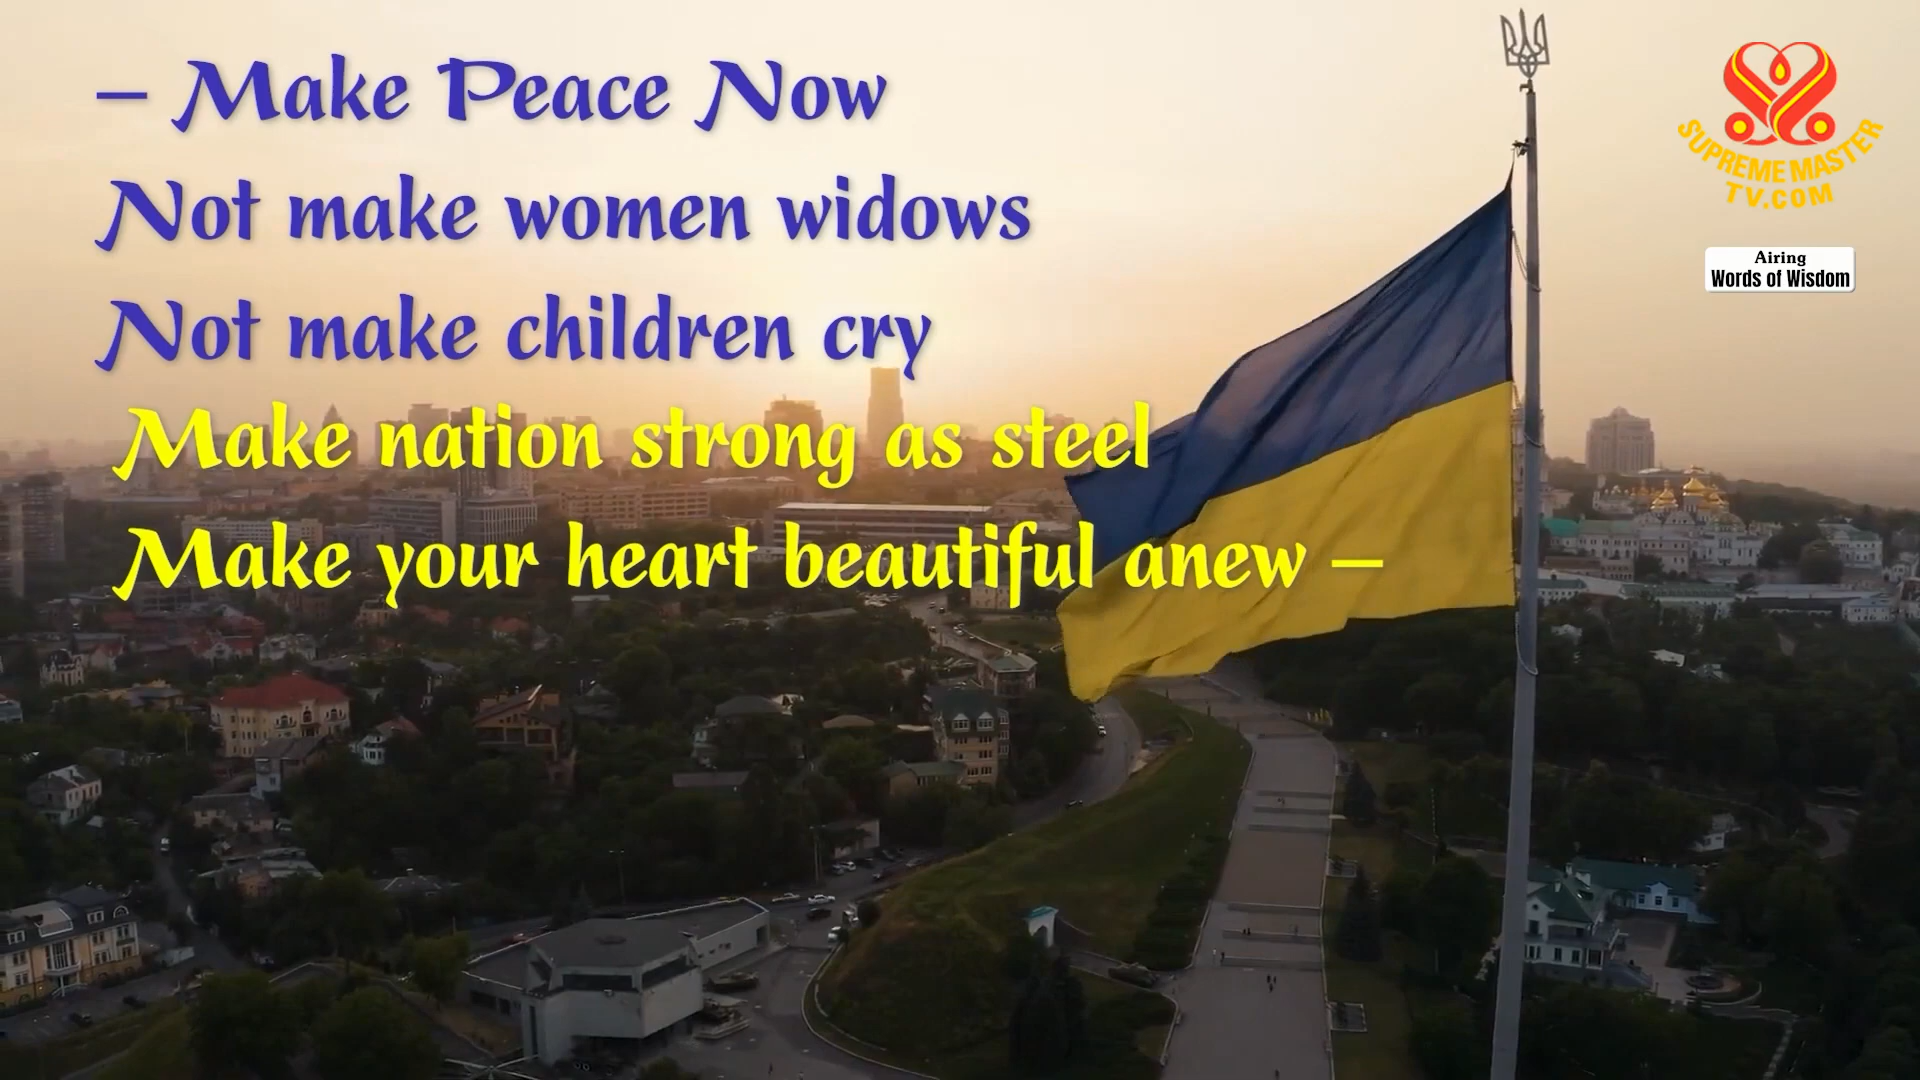 – Make Peace Now
Not make women widows
Not make children cry
Make nation strong as steel
Make your heart beautiful anew –
SUPREME MASTER
TV.COM
Airing
Words of Wisdom